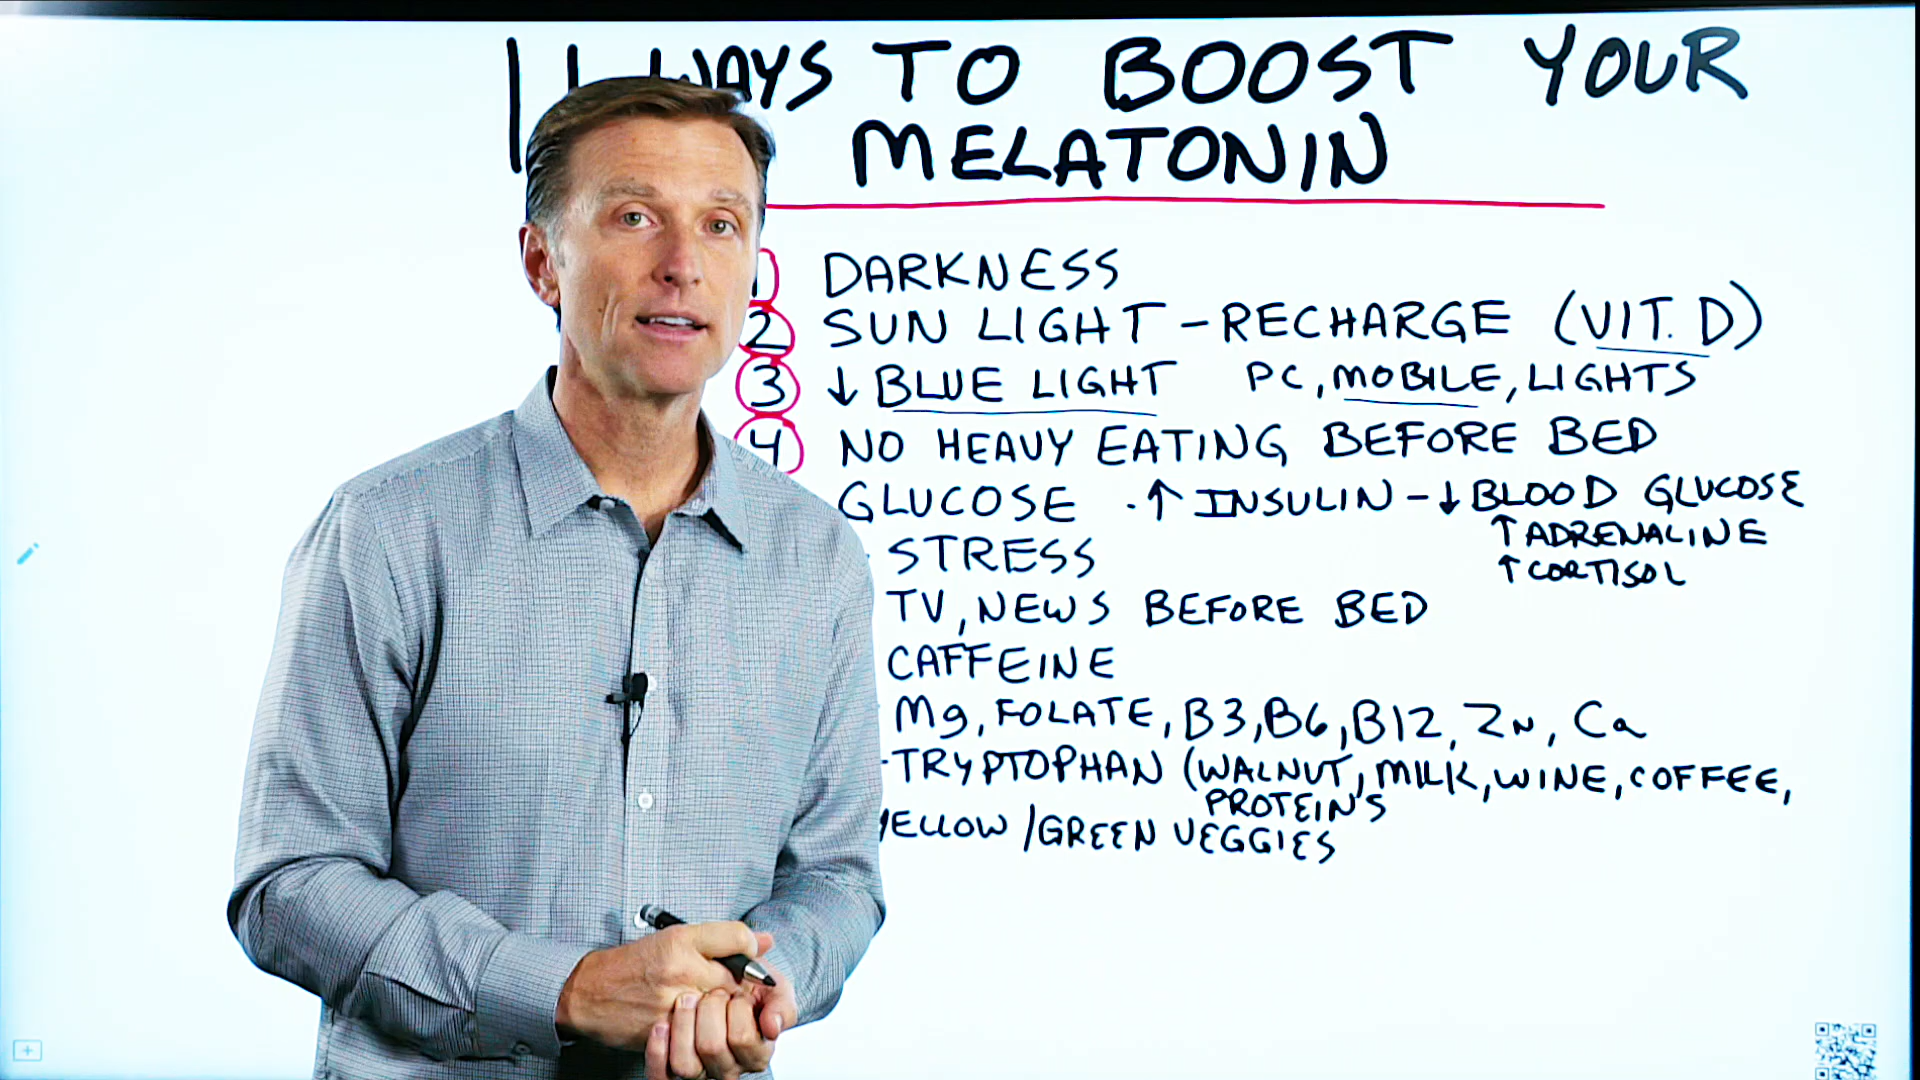 11 WAYS TO BOOST YOUR
MELATONIN
1 DARKNESS
2 SUN LIGHT - RECHARGE (VIT. D)
3 ↓ BLUE LIGHT PC, MOBILE, LIGHTS
4 NO HEAVY EATING BEFORE BED
GLUCOSE · ↑ INSULIN - ↓ BLOOD GLUCOSE
↑ ADRENALINE
↑ CORTISOL
· STRESS
TV, NEWS BEFORE BED
CAFFEINE
Mg, FOLATE, B3, B6, B12, ZN, Ca
- TRYPTOPHAN (WALNUT, MILK, WINE, COFFEE,
PROTEIN'S
YELLOW / GREEN VEGGIES